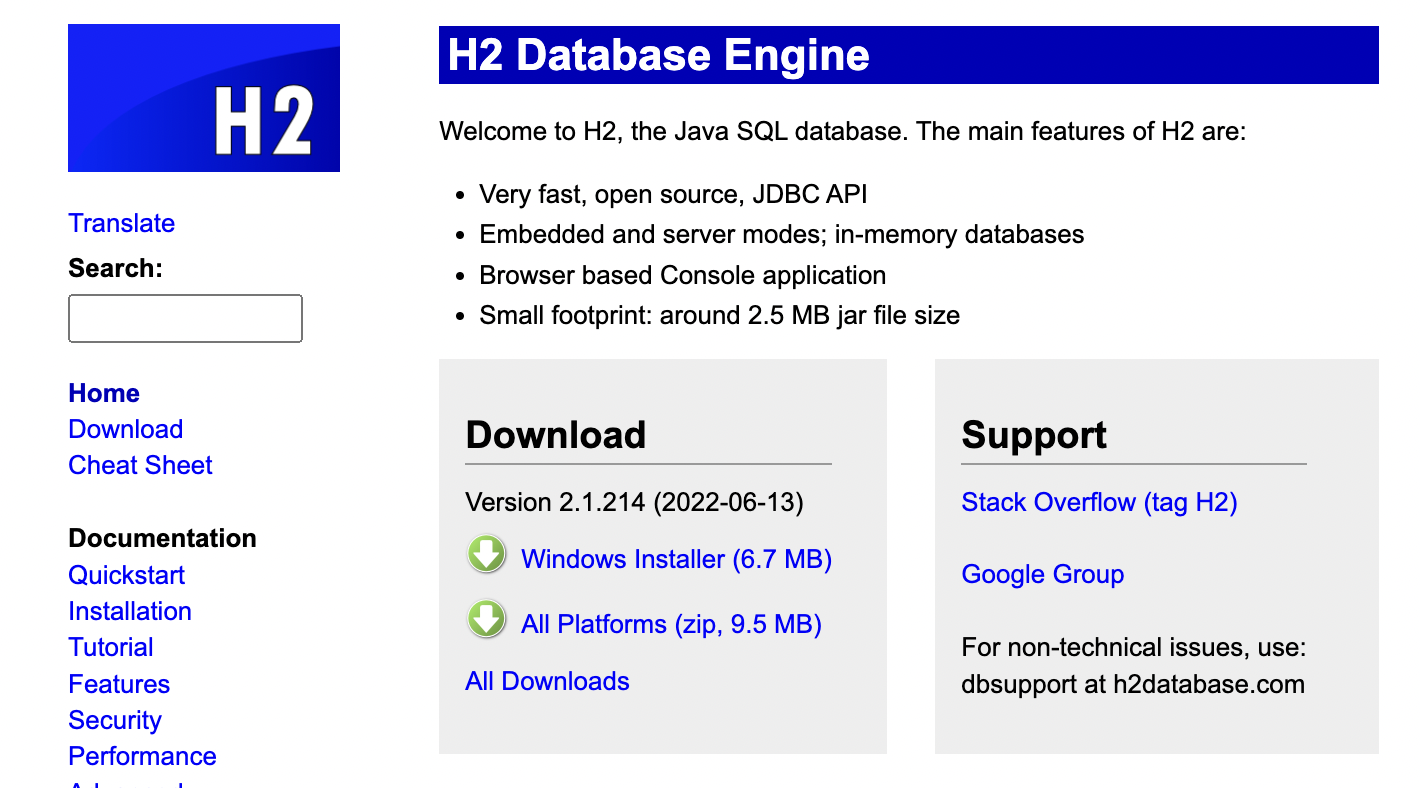 H2
Translate
Search:
Home
Download
Cheat Sheet
Documentation
Quickstart
Installation
Tutorial
Features
Security
Performance
H2 Database Engine
Welcome to H2, the Java SQL database. The main features of H2 are:
• Very fast, open source, JDBC API
• Embedded and server modes; in-memory databases
• Browser based Console application
• Small footprint: around 2.5 MB jar file size
Download
Version 2.1.214 (2022-06-13)
Windows Installer (6.7 MB)
All Platforms (zip, 9.5 MB)
All Downloads
Support
Stack Overflow (tag H2)
Google Group
For non-technical issues, use:
dbsupport at h2database.com